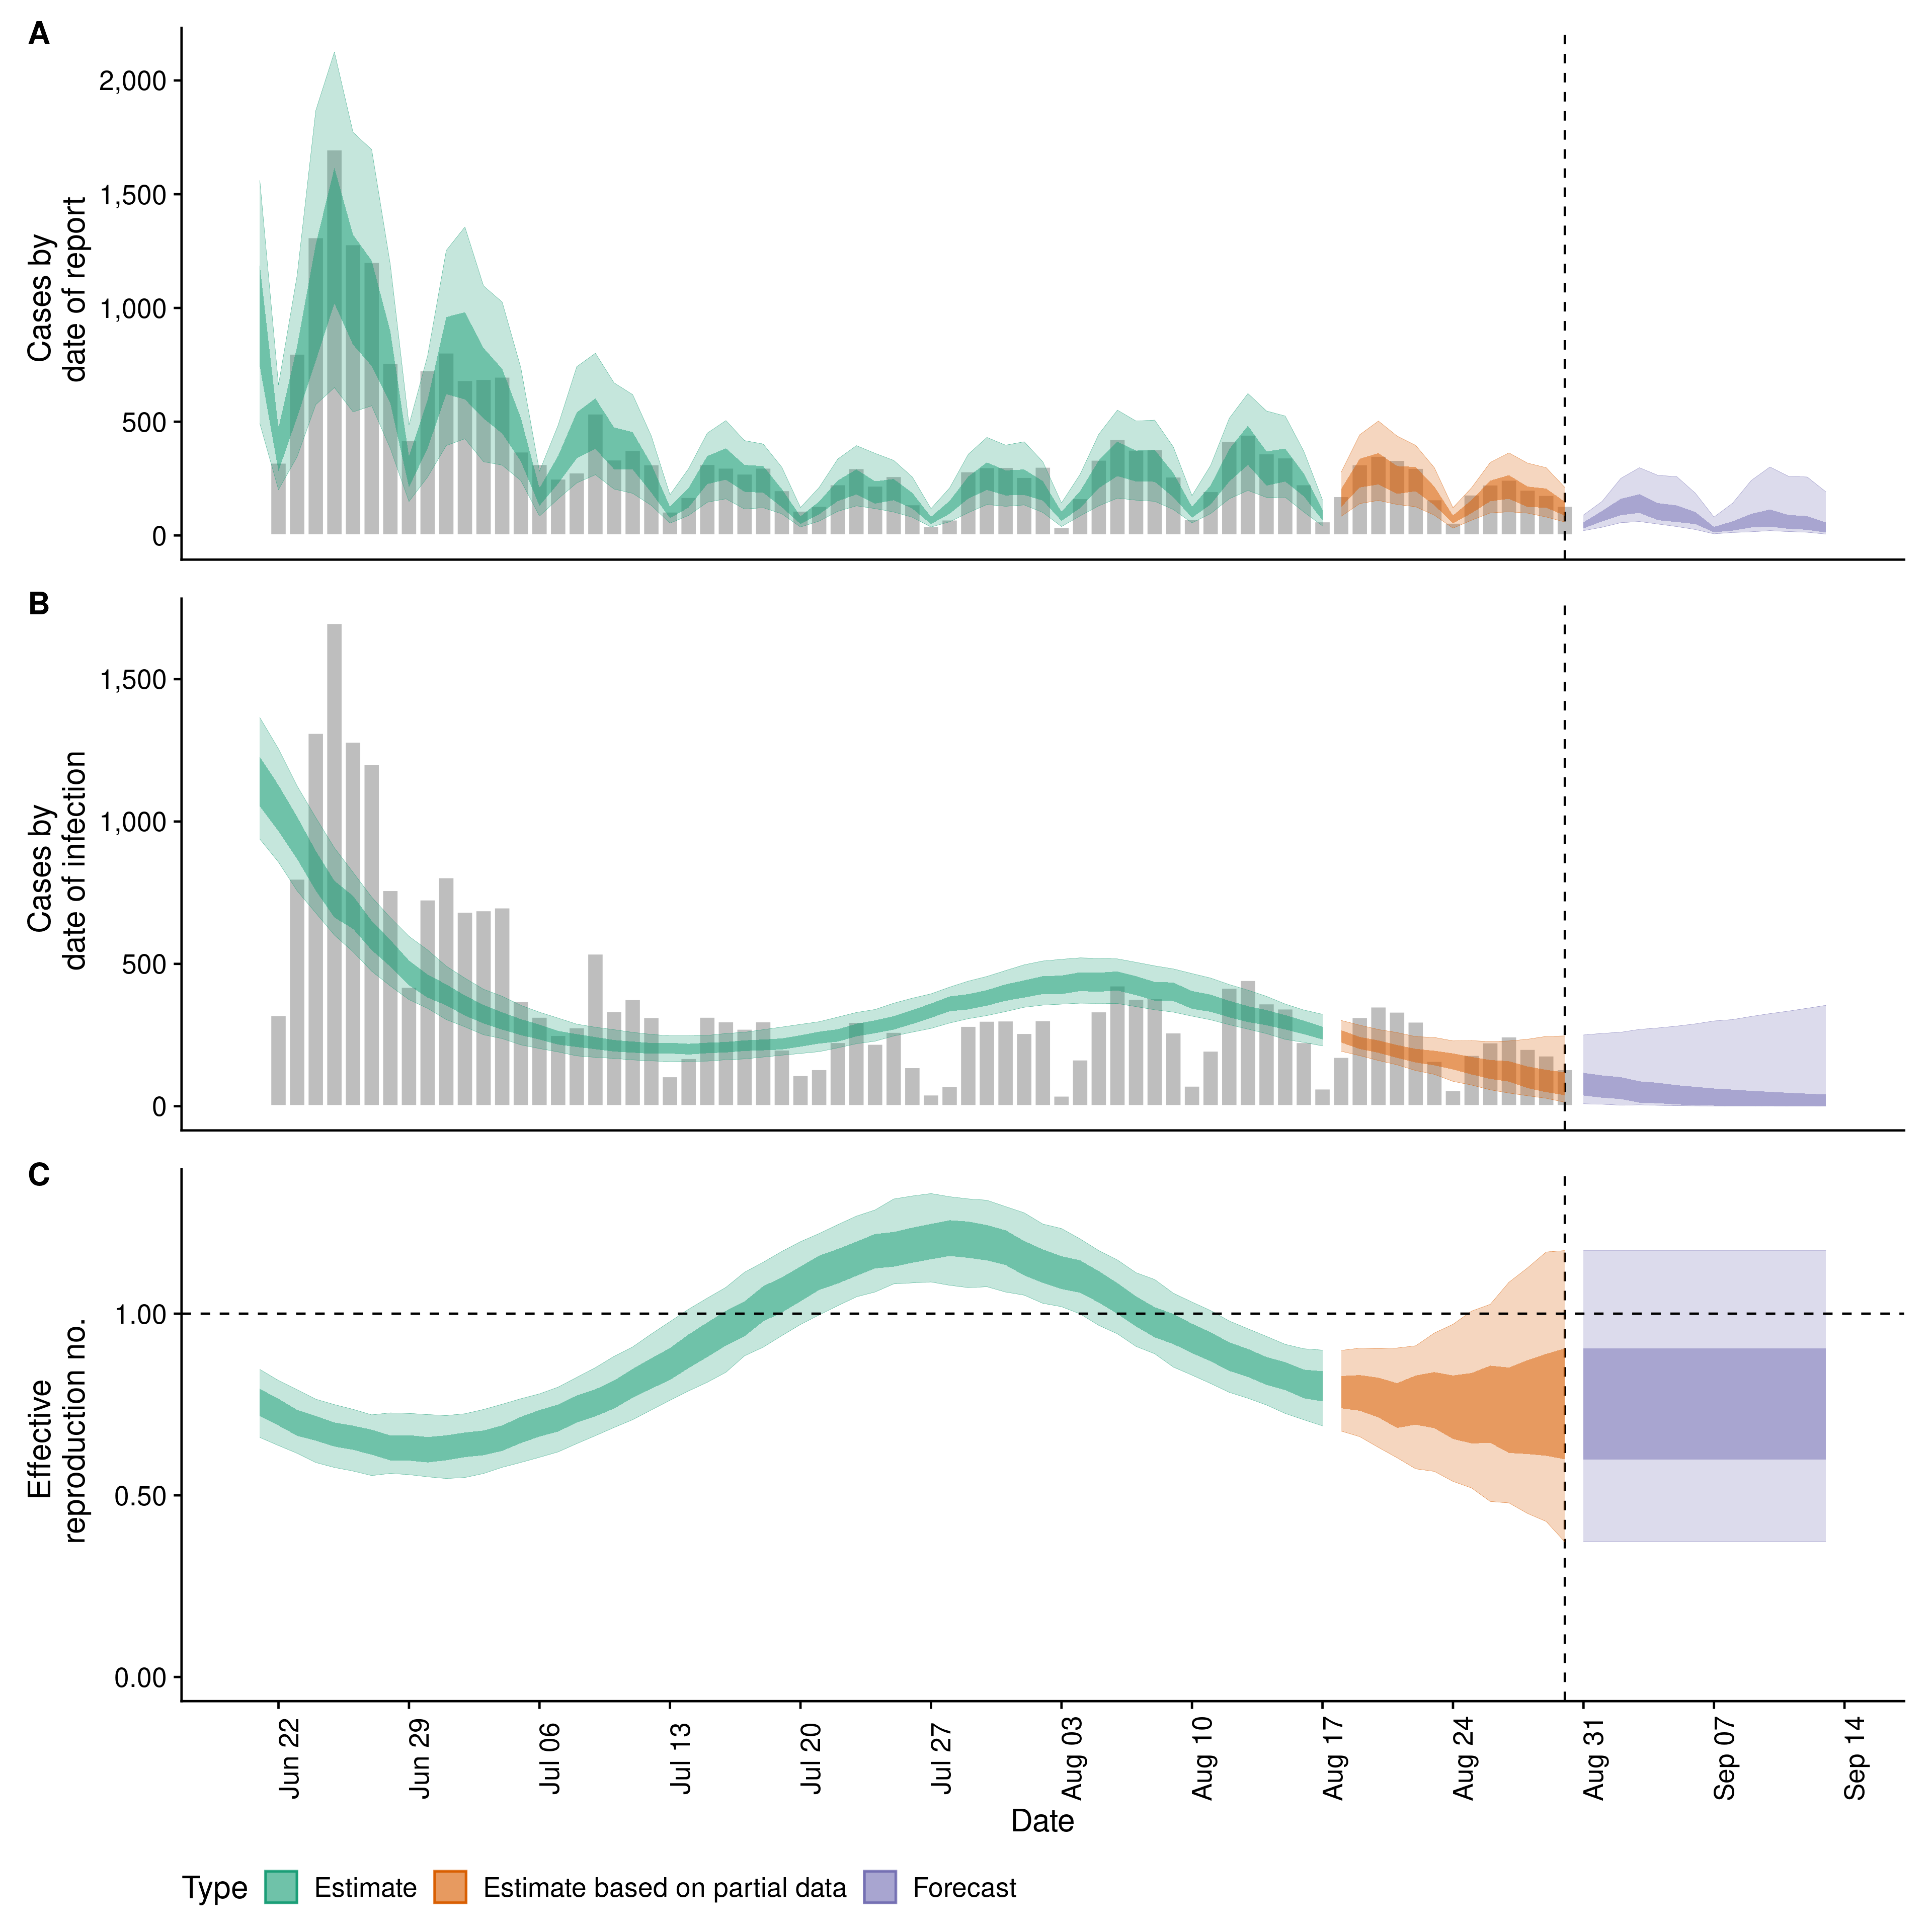 A
2,000
1,500
1,000
500
0
Cases by
date of report
B
1,500
1,000
500
0
Cases by
date of infection
C
1.00
0.50
0.00
Effective
reproduction no.
Jun 22
Jun 29
Jul 06
Jul 13
Jul 20
Jul 27
Aug 03
Aug 10
Aug 17
Aug 24
Aug 31
Sep 07
Sep 14
Date
Type Estimate Estimate based on partial data Forecast